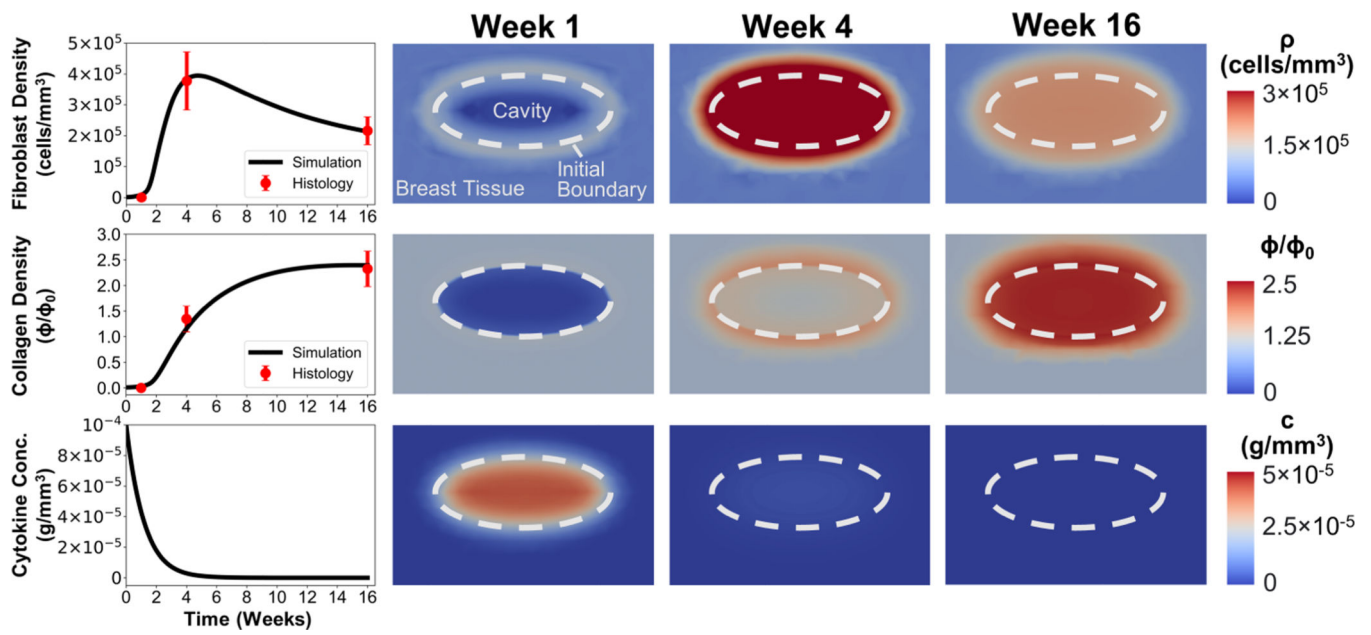 Week 1
Week 4
Week 16
Fibroblast Density
(cells/mm³)
5×10⁵
4×10⁵
3×10⁵
2×10⁵
10⁵
0
0 2 4 6 8 10 12 14 16
Simulation
Histology
Cavity
Initial
Boundary
Breast Tissue
ρ
(cells/mm³)
3×10⁵
1.5×10⁵
0
Collagen Density
(ϕ/ϕ₀)
3.0
2.5
2.0
1.5
1.0
0.5
0.0
0 2 4 6 8 10 12 14 16
Simulation
Histology
ϕ/ϕ₀
2.5
1.25
0
Cytokine Conc.
(g/mm³)
10⁻⁴
8×10⁻⁵
6×10⁻⁵
4×10⁻⁵
2×10⁻⁵
0
0 2 4 6 8 10 12 14 16
Time (Weeks)
c
(g/mm³)
5×10⁻⁵
2.5×10⁻⁵
0